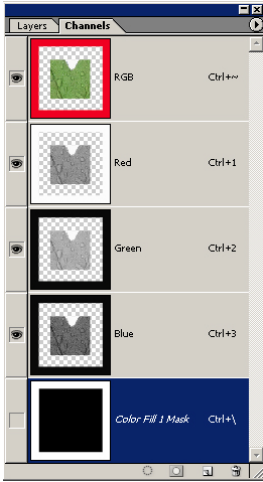 Layers Channels
RGB Ctrl+~
Red Ctrl+1
Green Ctrl+2
Blue Ctrl+3
Color Fill 1 Mask Ctrl+\